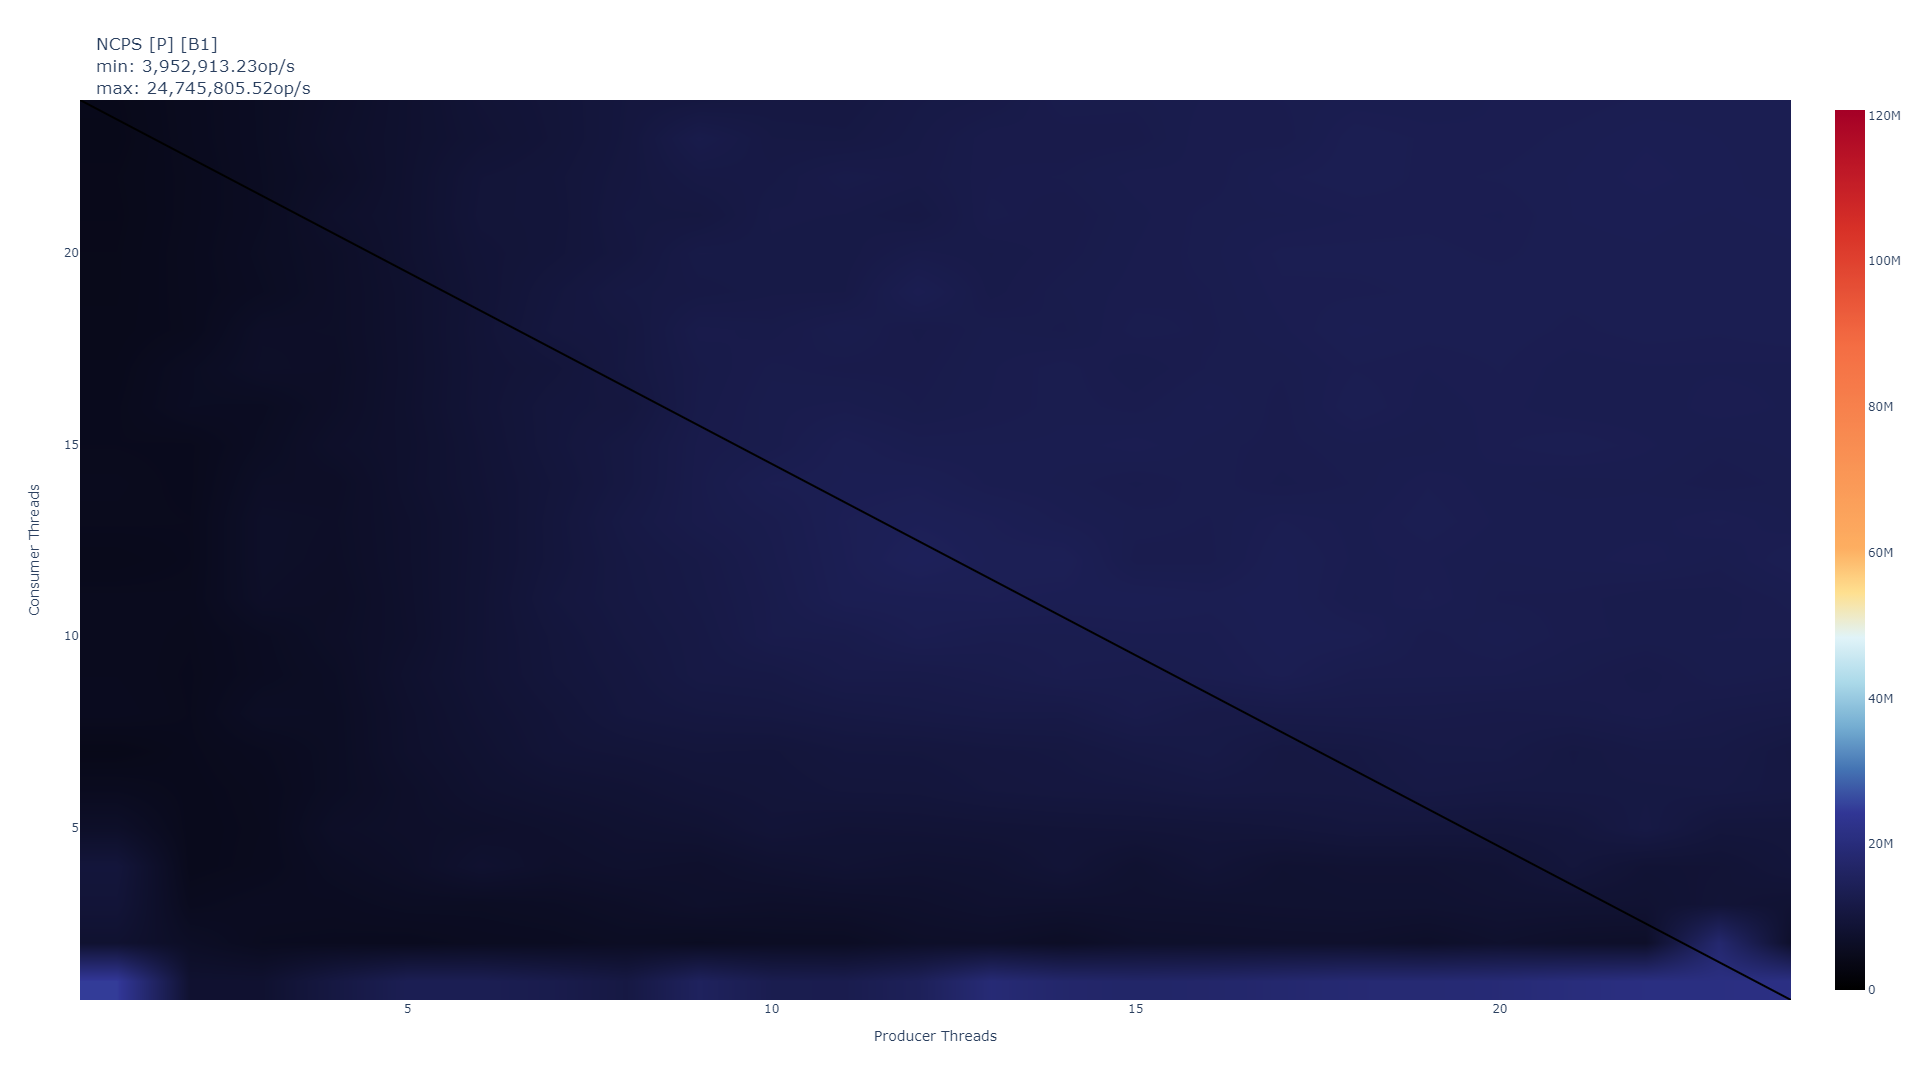 NCPS [P] [B1]
min: 3,952,913.23op/s
max: 24,745,805.52op/s
120M
100M
80M
60M
40M
20M
0
20
15
10
5
Consumer Threads
5
10
15
20
Producer Threads